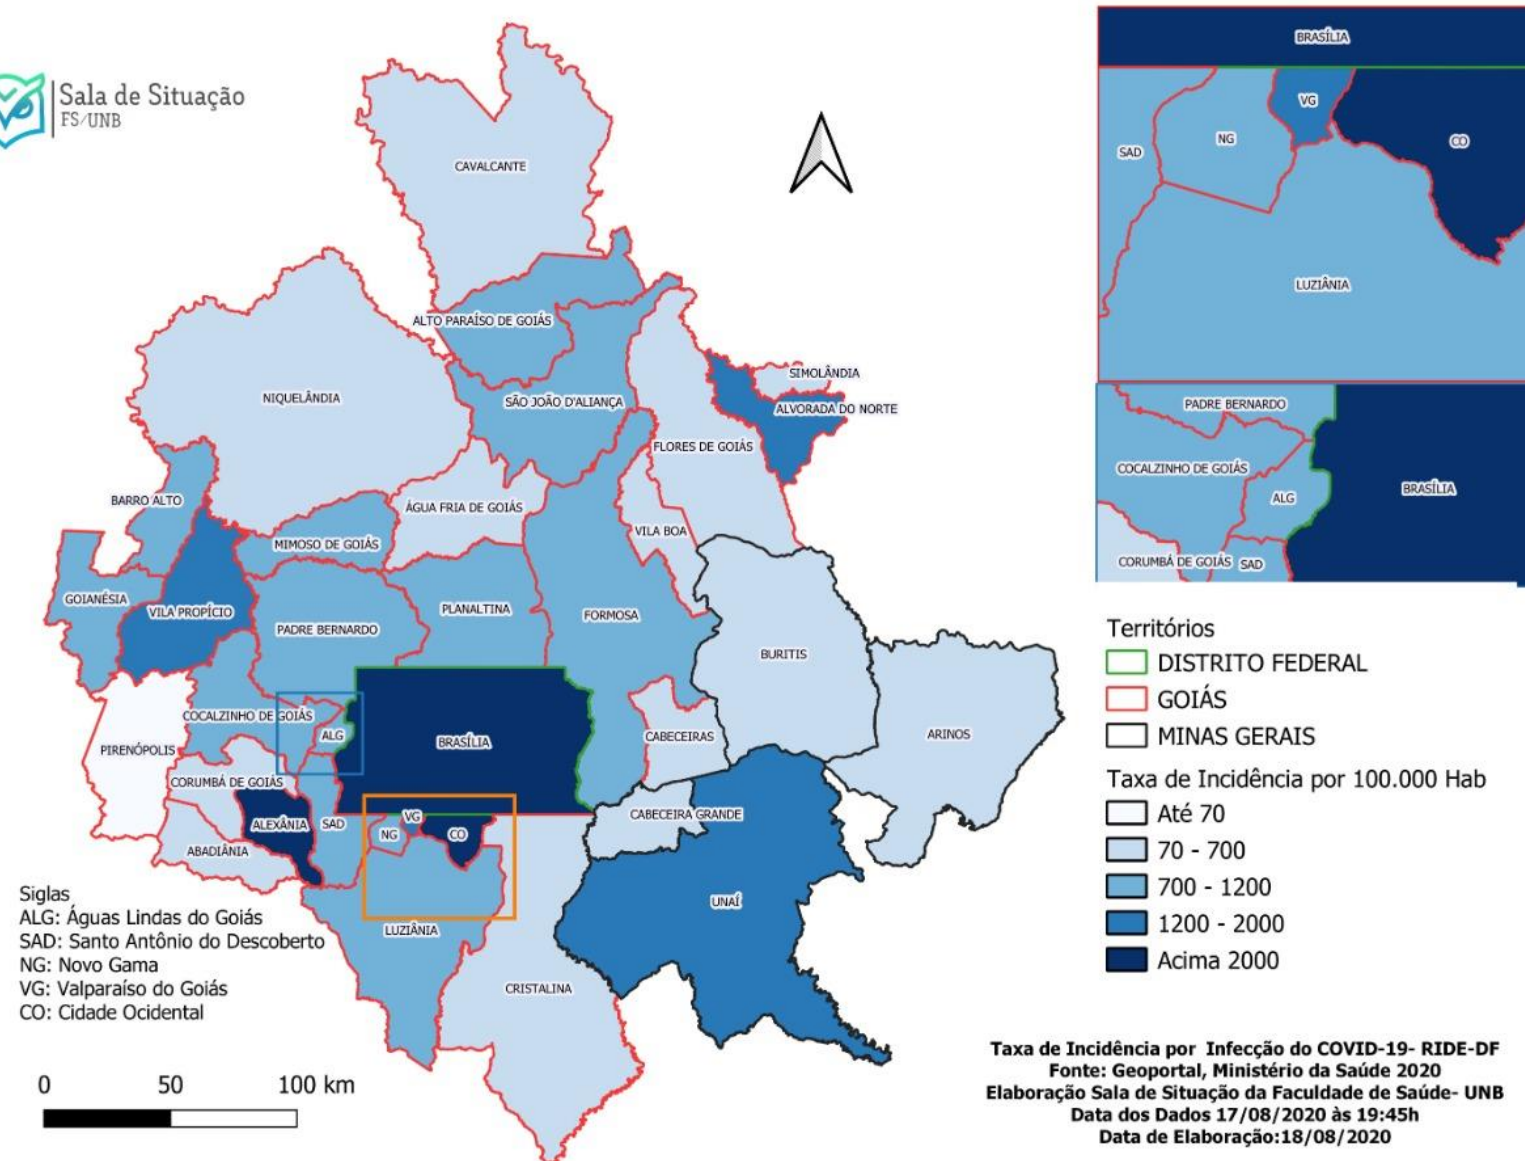 Sala de Situação
FS/UNB
CAVALCANTE
ALTO PARAÍSO DE GOIÁS
NIQUELÂNDIA
SÃO JOÃO D'ALIANÇA
SIMOLÂNDIA
ALVORADA DO NORTE
FLORES DE GOIÁS
BARRO ALTO
ÁGUA FRIA DE GOIÁS
VILA BOA
MIMOSO DE GOIÁS
GOIANÉSIA
VILA PROPÍCIO
PADRE BERNARDO
PLANALTINA
FORMOSA
BURITIS
COCALZINHO DE GOIÁS
ALG
BRASÍLIA
CABECEIRAS
ARINOS
PIRENÓPOLIS
CORUMBÁ DE GOIÁS
ALEXÂNIA
SAD
NG
VG
CO
CABECEIRA GRANDE
ABADIÂNIA
UNAÍ
LUZIÂNIA
CRISTALINA
Siglas
ALG: Águas Lindas do Goiás
SAD: Santo Antônio do Descoberto
NG: Novo Gama
VG: Valparaíso do Goiás
CO: Cidade Ocidental
0 50 100 km
BRASÍLIA
VG
NG
SAD
CO
LUZIÂNIA
PADRE BERNARDO
COCALZINHO DE GOIÁS
ALG
BRASÍLIA
CORUMBÁ DE GOIÁS
SAD
Territórios
DISTRITO FEDERAL
GOIÁS
MINAS GERAIS
Taxa de Incidência por 100.000 Hab
Até 70
70 - 700
700 - 1200
1200 - 2000
Acima 2000
Taxa de Incidência por Infecção do COVID-19- RIDE-DF
Fonte: Geoportal, Ministério da Saúde 2020
Elaboração Sala de Situação da Faculdade de Saúde- UNB
Data dos Dados 17/08/2020 às 19:45h
Data de Elaboração:18/08/2020